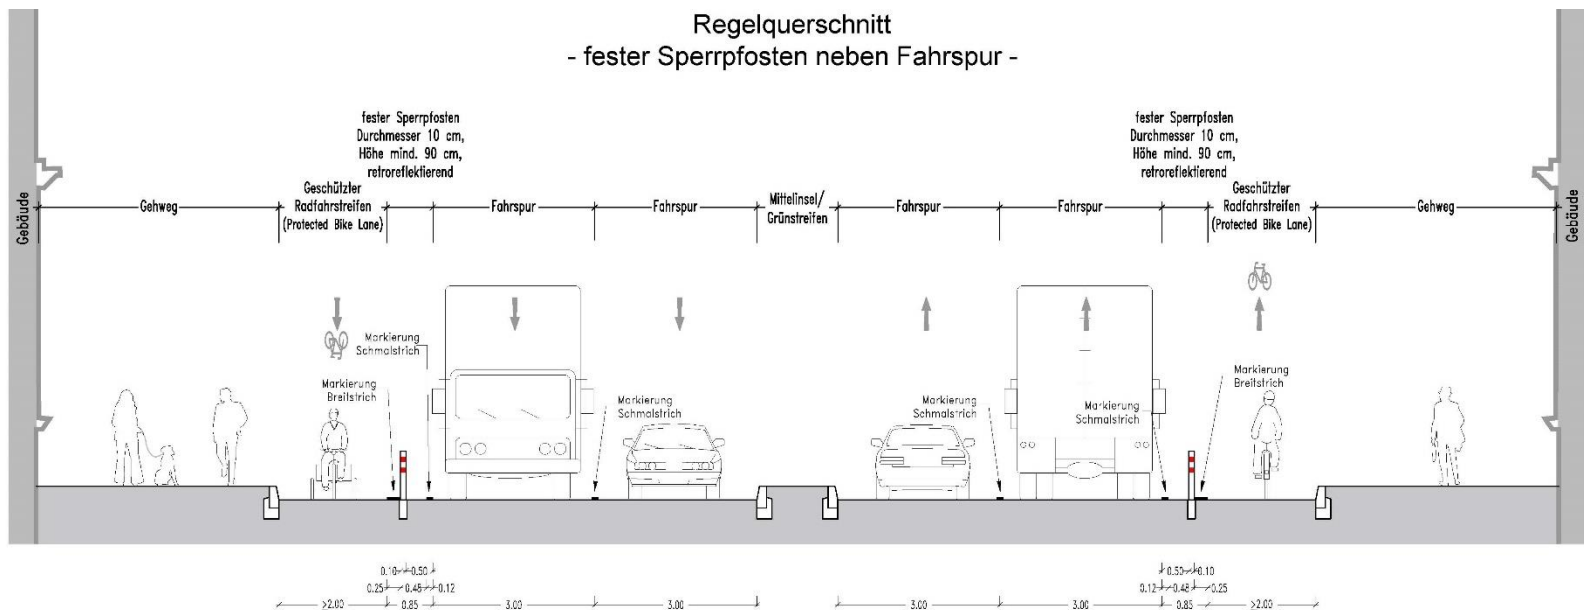 Regelquerschnitt
- fester Sperrpfosten neben Fahrspur -
fester Sperrpfosten
Durchmesser 10 cm,
Höhe mind. 90 cm,
retroreflektierend
fester Sperrpfosten
Durchmesser 10 cm,
Höhe mind. 90 cm,
retroreflektierend
Gebäude
Gehweg
Geschützter
Radfahrstreifen
(Protected Bike Lane)
Fahrspur
Fahrspur
Mittelinsel/
Grünstreifen
Fahrspur
Fahrspur
Geschützter
Radfahrstreifen
(Protected Bike Lane)
Gehweg
Gebäude
Markierung
Schmalstrich
Markierung
Breitstrich
Markierung
Schmalstrich
Markierung
Schmalstrich
Markierung
Schmalstrich
Markierung
Breitstrich
0.10 0.50
0.50 0.10
0.25 0.48 0.12
0.12 0.48 0.25
≥2.00 0.85 3.00 3.00 3.00 3.00 0.85 ≥2.00